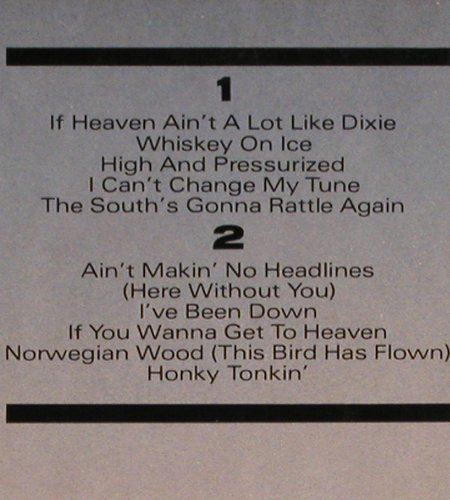 1
If Heaven Ain't A Lot Like Dixie
Whiskey On Ice
High And Pressurized
I Can't Change My Tune
The South's Gonna Rattle Again
2
Ain't Makin' No Headlines
(Here Without You)
I've Been Down
If You Wanna Get To Heaven
Norwegian Wood (This Bird Has Flown)
Honky Tonkin'